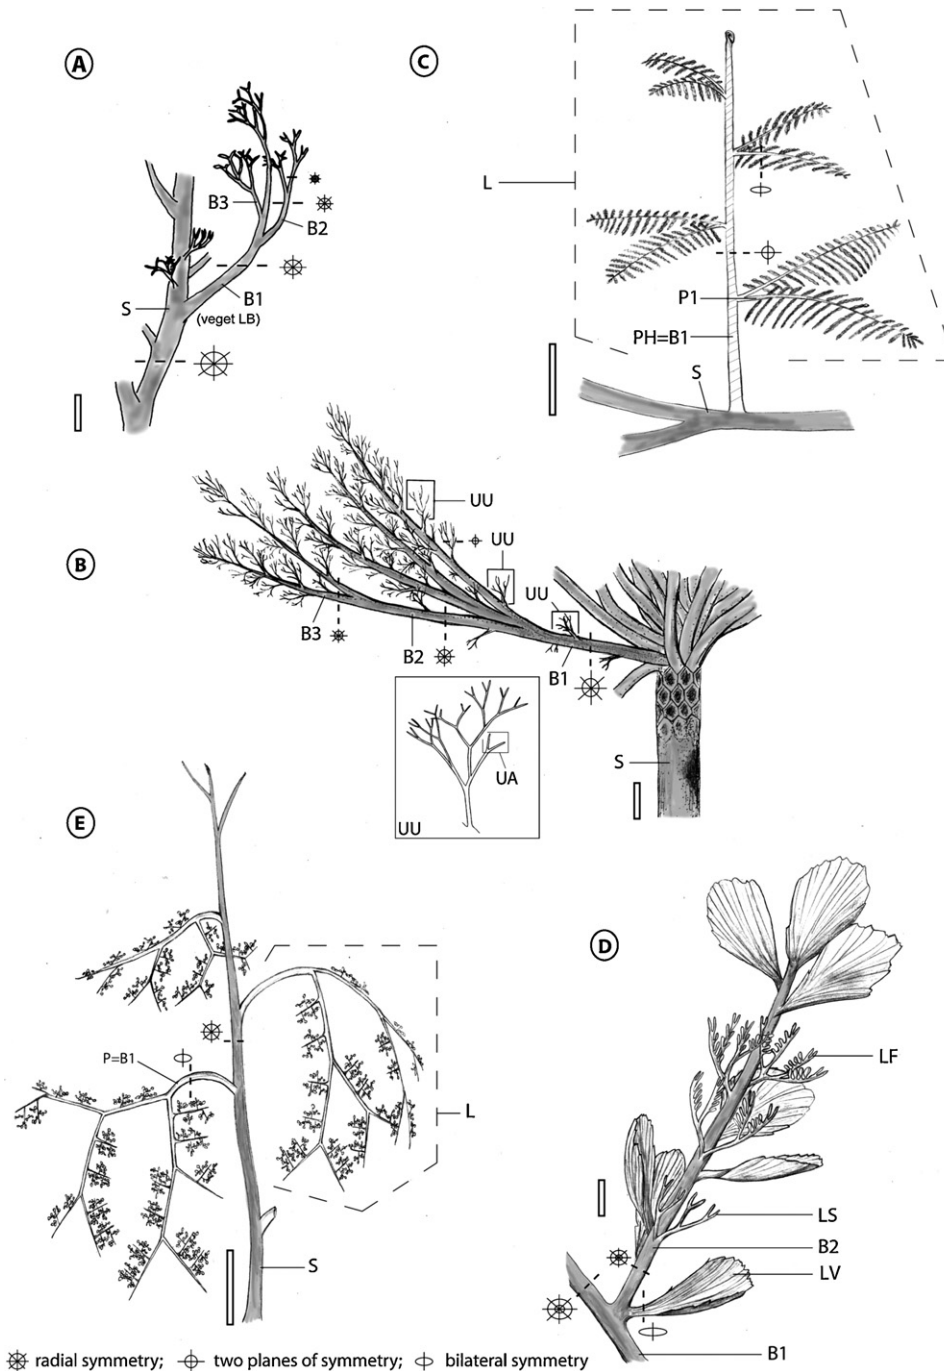 A
B3
B2
B1
(veget LB)
S
C
L
P1
PH=B1
S
B
UU
UU
UU
B3
B2
B1
S
UA
UU
E
P=B1
L
S
D
LF
LS
B2
LV
B1
radial symmetry; two planes of symmetry; bilateral symmetry